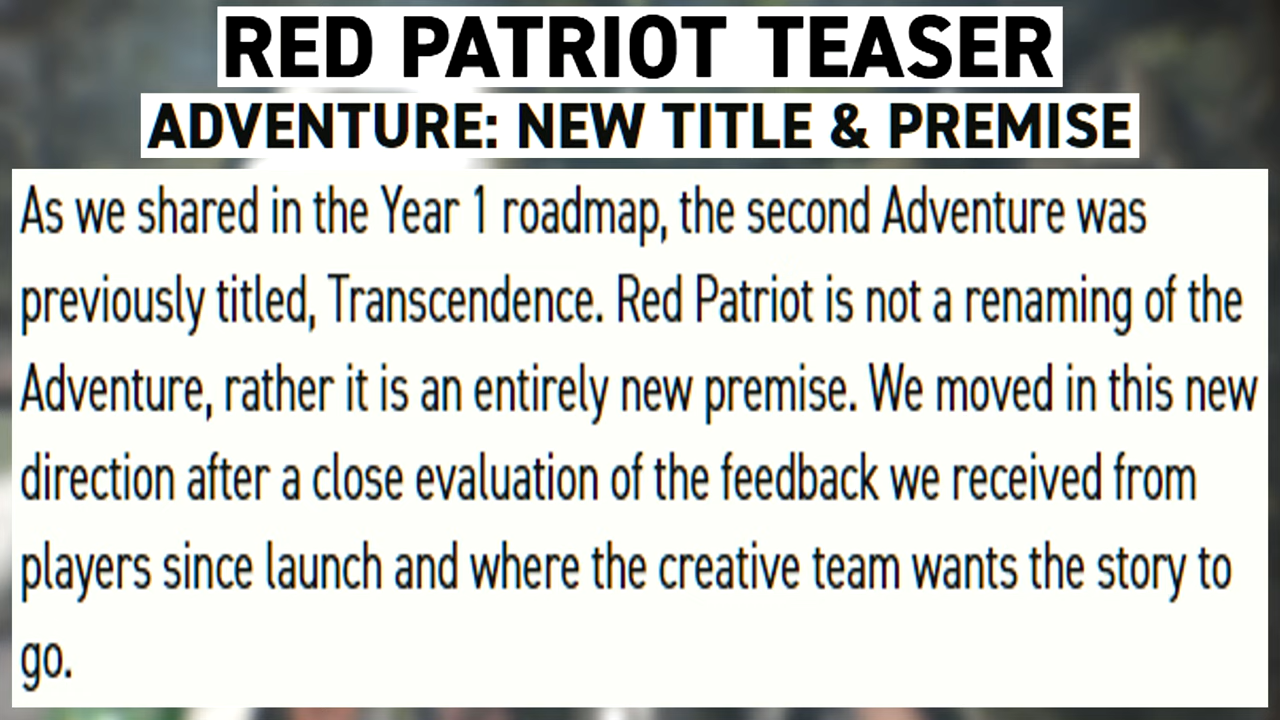 RED PATRIOT TEASER
ADVENTURE: NEW TITLE & PREMISE
As we shared in the Year 1 roadmap, the second Adventure was
previously titled, Transcendence. Red Patriot is not a renaming of the
Adventure, rather it is an entirely new premise. We moved in this new
direction after a close evaluation of the feedback we received from
players since launch and where the creative team wants the story to
go.